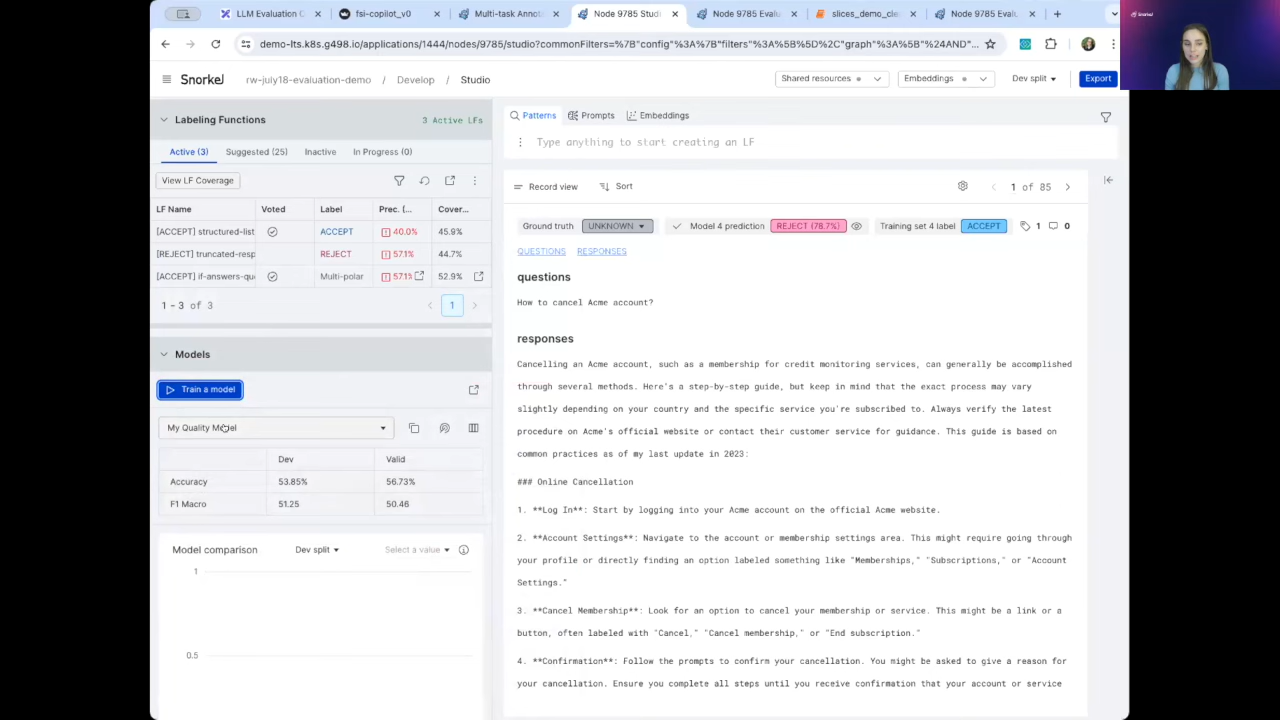 LLM Evaluation C
fsi-copilot_v0
Multi-task Annot
Node 9785 Stud
Node 9785 Evalu
slices_demo_cle
Node 9785 Eval
demo-lts.k8s.g498.io/applications/1444/nodes/9785/studio?commonFilters=%7B"config"%3A%7B"filters"%3A%5B%5D%2C"graph"%3A%5B"%24AND"...
Snorkel
Snorkel
rw-july18-evaluation-demo / Develop / Studio
Shared resources
Embeddings
Dev split
Export
Labeling Functions
3 Active LFs
Active (3)
Suggested (25)
Inactive
In Progress (0)
View LF Coverage
LF Name Voted Label Prec. (... Cover...
[ACCEPT] structured-list ACCEPT 40.0% 45.9%
[REJECT] truncated-resp REJECT 57.1% 44.7%
[ACCEPT] if-answers-qu Multi-polar 57.1% 52.9%
1 - 3 of 3
1
Models
Train a model
My Quality Model
Dev Valid
Accuracy 53.85% 56.73%
F1 Macro 51.25 50.46
Model comparison
Dev split
Select a value
1
0.5
Patterns
Prompts
Embeddings
Type anything to start creating an LF
Record view
Sort
1 of 85
Ground truth UNKNOWN
Model 4 prediction REJECT (78.7%)
Training set 4 label ACCEPT
1
0
QUESTIONS RESPONSES
questions
How to cancel Acme account?
responses
Cancelling an Acme account, such as a membership for credit monitoring services, can generally be accomplished
through several methods. Here's a step-by-step guide, but keep in mind that the exact process may vary
slightly depending on your country and the specific service you're subscribed to. Always verify the latest
procedure on Acme's official website or contact their customer service for guidance. This guide is based on
common practices as of my last update in 2023:
### Online Cancellation
1. **Log In**: Start by logging into your Acme account on the official Acme website.
2. **Account Settings**: Navigate to the account or membership settings area. This might require going through
your profile or directly finding an option labeled something like "Memberships," "Subscriptions," or "Account
Settings."
3. **Cancel Membership**: Look for an option to cancel your membership or service. This might be a link or a
button, often labeled with "Cancel," "Cancel membership," or "End subscription."
4. **Confirmation**: Follow the prompts to confirm your cancellation. You might be asked to give a reason for
your cancellation. Ensure you complete all steps until you receive confirmation that your account or service